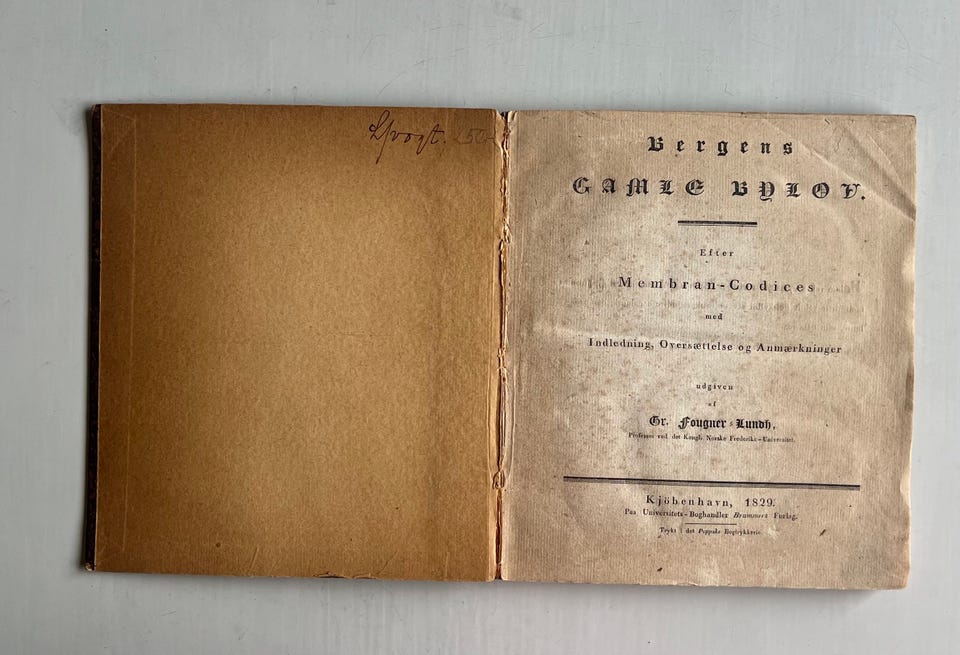 Bergens
GAMLE BYLOV.
Efter
Membran-Codices
med
Indledning, Oversættelse og Anmærkninger
udgiven
af
Gr. Fougner-Lundh,
Professor ved det Kongl. Norske Frederiks-Universitet.
Kjöbenhavn, 1829.
Paa Universitets-Boghandler Brummers Forlag.
Trykt i det Poppske Bogtrykkerie.